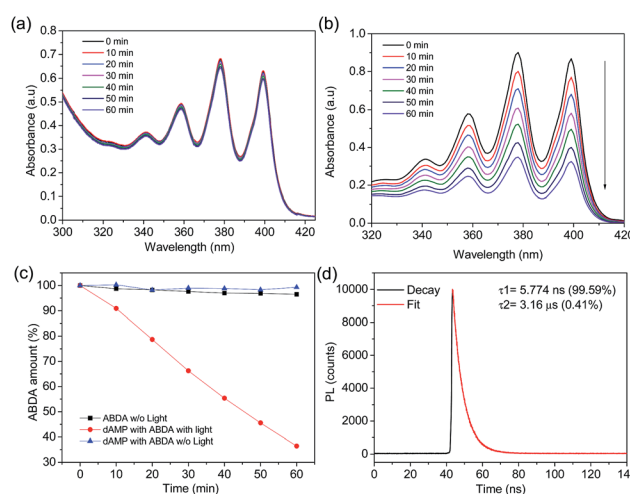 (a)
0.8
0.7
0.6
0.5
0.4
0.3
0.2
0.1
0.0
Absorbance (a.u)
0 min
10 min
20 min
30 min
40 min
50 min
60 min
300 320 340 360 380 400 420
Wavelength (nm)
(b)
1.0
0.8
0.6
0.4
0.2
0.0
Absorbance (a.u)
0 min
10 min
20 min
30 min
40 min
50 min
60 min
320 340 360 380 400 420
Wavelength (nm)
(c)
110
100
90
80
70
60
50
40
30
ABDA amount (%)
ABDA w/o Light
dAMP with ABDA with light
dAMP with ABDA w/o Light
0 10 20 30 40 50 60
Time (min)
(d)
10000
8000
6000
4000
2000
0
PL (counts)
Decay
Fit
τ1= 5.774 ns (99.59%)
τ2= 3.16 μs (0.41%)
0 20 40 60 80 100 120 14
Time (ns)